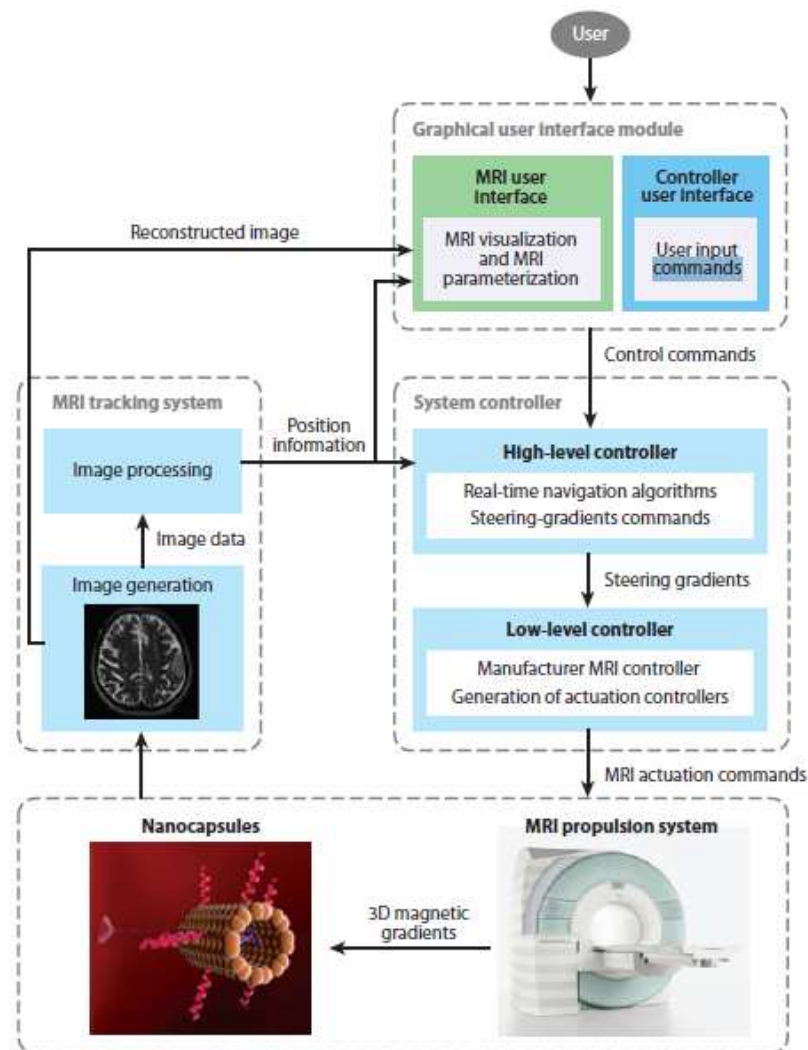 User
Graphical user interface module
MRI user
interface
MRI visualization
and MRI
parameterization
Controller
user interface
User input
commands
Reconstructed image
Control commands
MRI tracking system
Image processing
Image data
Image generation
Position
information
System controller
High-level controller
Real-time navigation algorithms
Steering-gradients commands
Steering gradients
Low-level controller
Manufacturer MRI controller
Generation of actuation controllers
MRI actuation commands
Nanocapsules
3D magnetic
gradients
MRI propulsion system